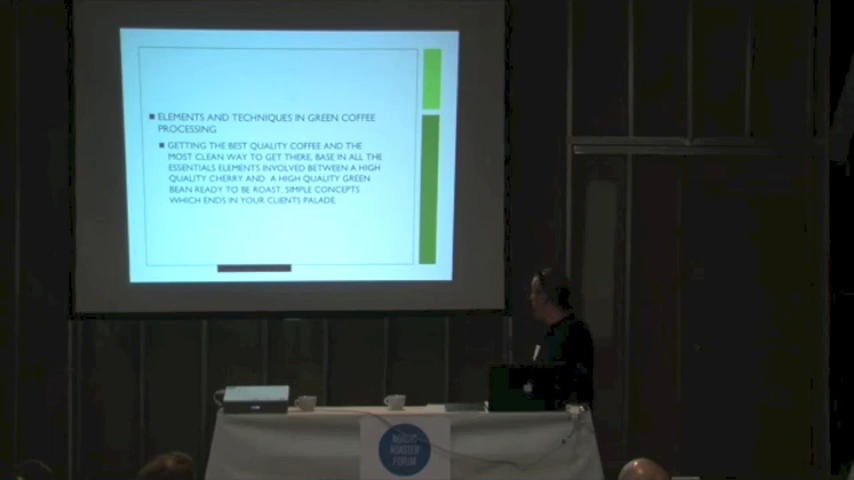 ELEMENTS AND TECHNIQUES IN GREEN COFFEE
PROCESSING
GETTING THE BEST QUALITY COFFEE AND THE
MOST CLEAN WAY TO GET THERE, BASE IN ALL THE
ESSENTIALS ELEMENTS INVOLVED BETWEEN A HIGH
QUALITY CHERRY AND A HIGH QUALITY GREEN
BEAN READY TO BE ROAST. SIMPLE CONCEPTS
WHICH ENDS IN YOUR CLIENTS PALADE
NORDIC
ROASTER
FORUM